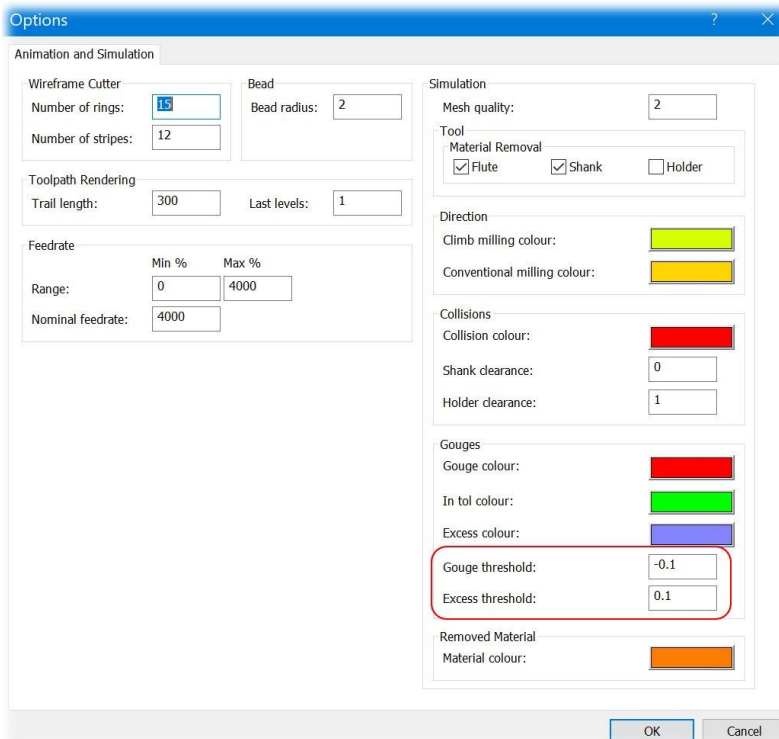 Options ? ×
Animation and Simulation
Wireframe Cutter
Number of rings: 15
Number of stripes: 12
Bead
Bead radius: 2
Toolpath Rendering
Trail length: 300 Last levels: 1
Feedrate
Min % Max %
Range: 0 4000
Nominal feedrate: 4000
Simulation
Mesh quality: 2
Tool
Material Removal
Flute Shank Holder
Direction
Climb milling colour:
Conventional milling colour:
Collisions
Collision colour:
Shank clearance: 0
Holder clearance: 1
Gouges
Gouge colour:
In tol colour:
Excess colour:
Gouge threshold: -0.1
Excess threshold: 0.1
Removed Material
Material colour:
OK Cancel